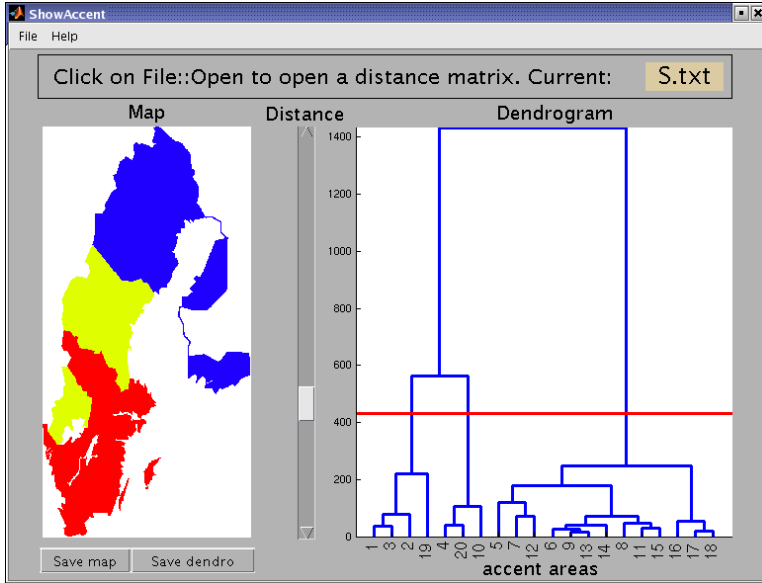 ShowAccent
File Help
Click on File::Open to open a distance matrix. Current: S.txt
Map Distance Dendrogram
1400
1200
1000
800
600
400
200
0
1 3 2 19 4 20 10 5 7 12 6 9 13 14 8 11 15 16 17 18
accent areas
Save map Save dendro